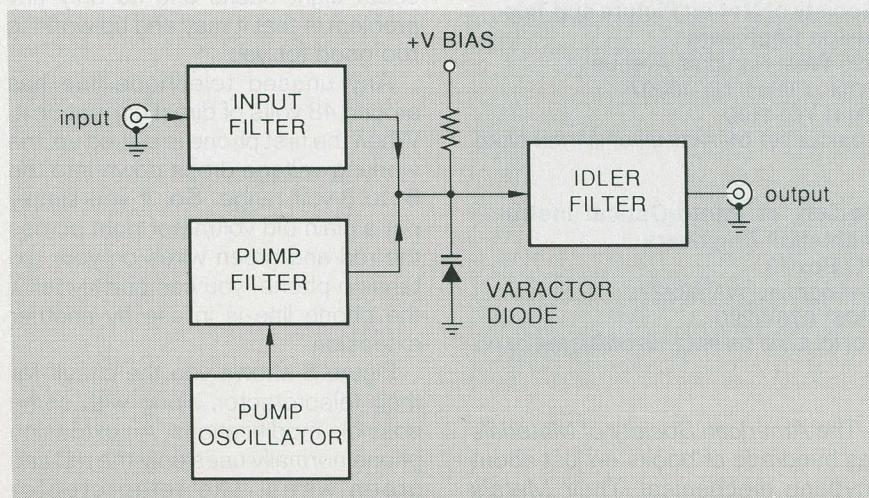 +V BIAS
input
INPUT
FILTER
IDLER
FILTER
output
PUMP
FILTER
VARACTOR
DIODE
PUMP
OSCILLATOR